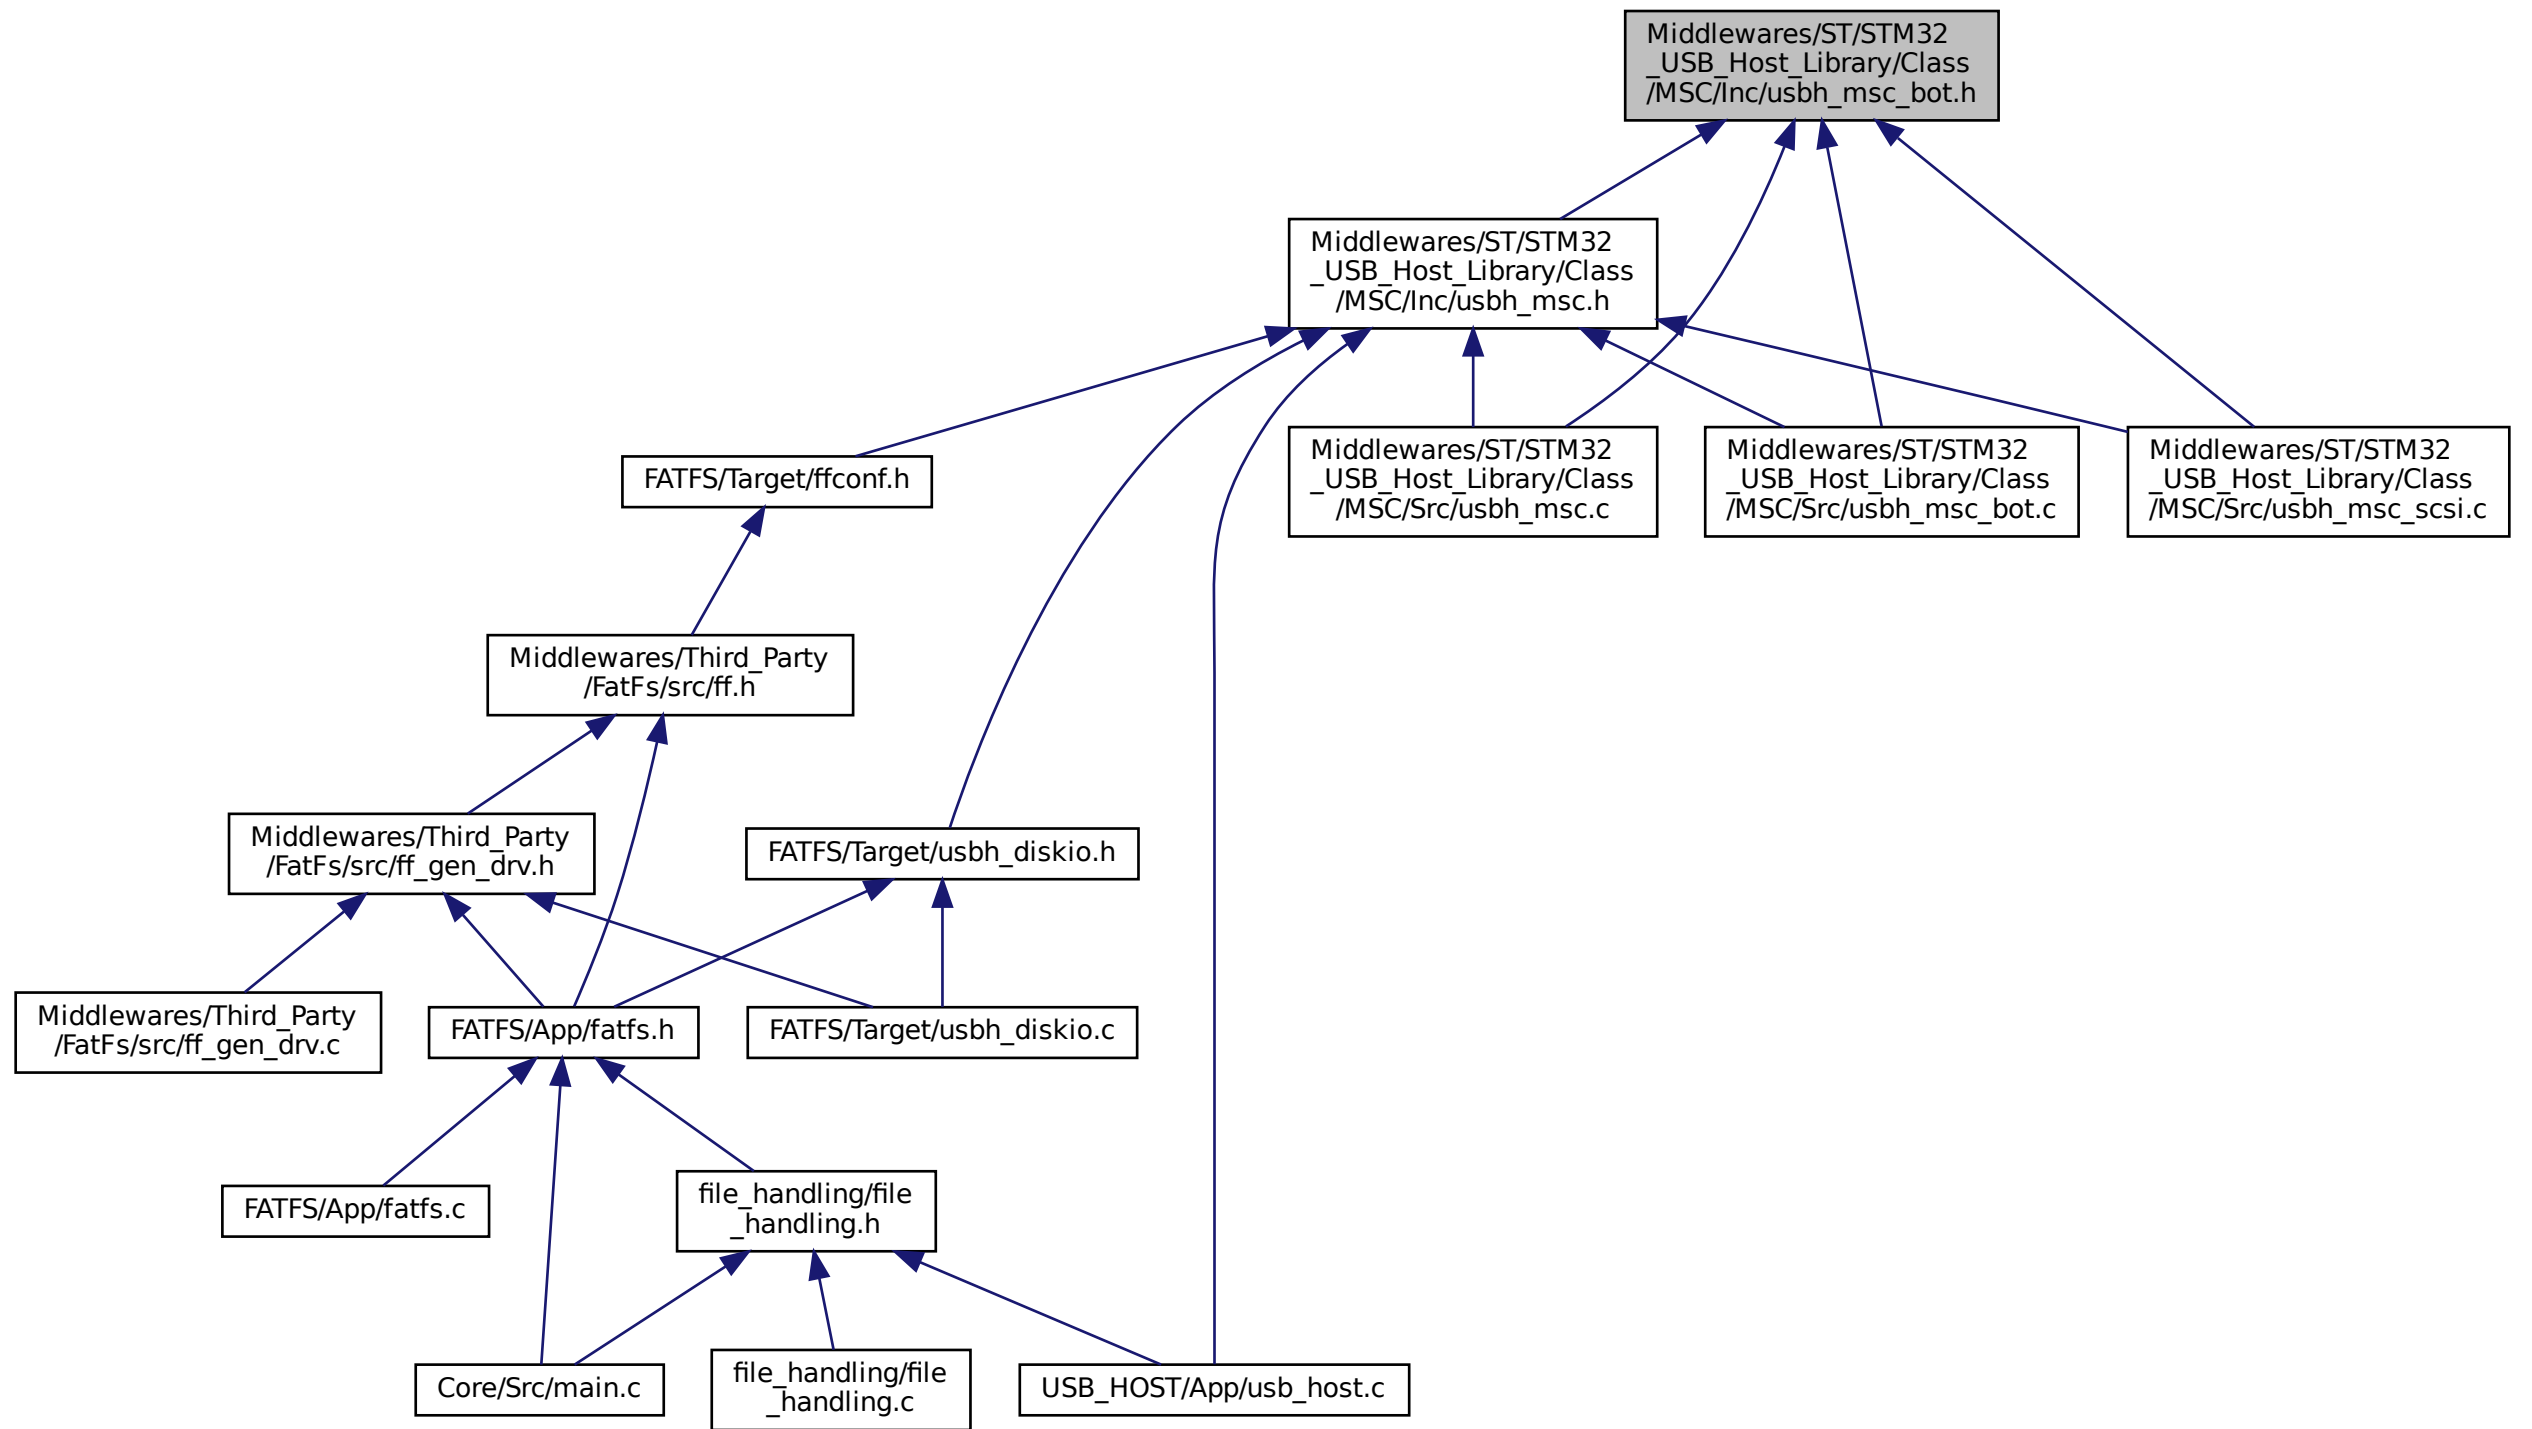 Middlewares/ST/STM32
_USB_Host_Library/Class
/MSC/Inc/usbh_msc_bot.h
Middlewares/ST/STM32
_USB_Host_Library/Class
/MSC/Inc/usbh_msc.h
FATFS/Target/ffconf.h
Middlewares/ST/STM32
_USB_Host_Library/Class
/MSC/Src/usbh_msc.c
Middlewares/ST/STM32
_USB_Host_Library/Class
/MSC/Src/usbh_msc_bot.c
Middlewares/ST/STM32
_USB_Host_Library/Class
/MSC/Src/usbh_msc_scsi.c
Middlewares/Third_Party
/FatFs/src/ff.h
Middlewares/Third_Party
/FatFs/src/ff_gen_drv.h
FATFS/Target/usbh_diskio.h
Middlewares/Third_Party
/FatFs/src/ff_gen_drv.c
FATFS/App/fatfs.h
FATFS/Target/usbh_diskio.c
FATFS/App/fatfs.c
file_handling/file
_handling.h
Core/Src/main.c
file_handling/file
_handling.c
USB_HOST/App/usb_host.c